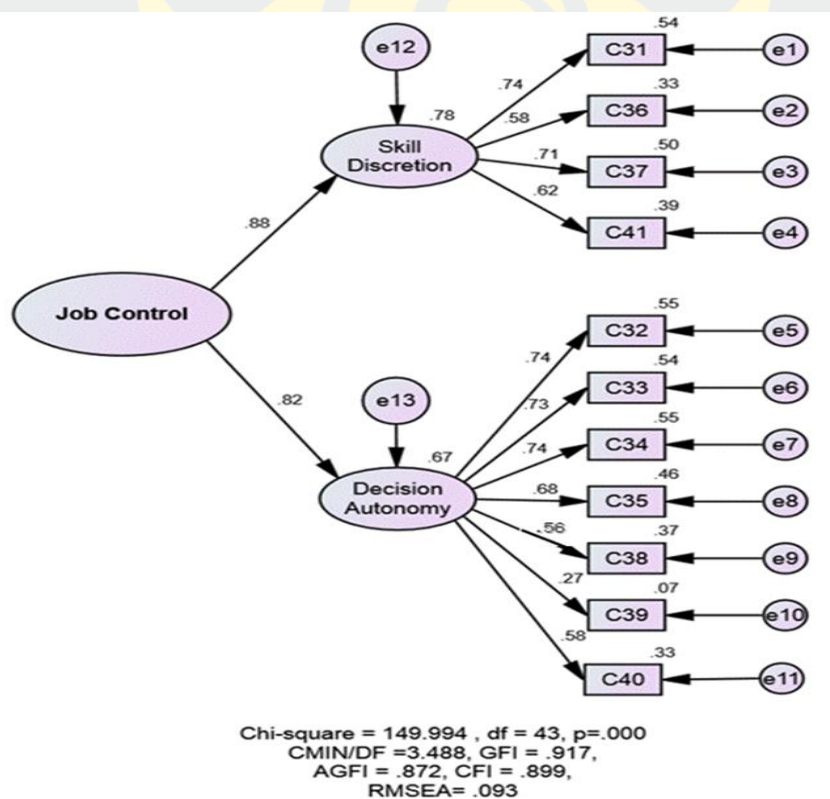 .54
e12
C31
e1
.74
.33
.78
.58
C36
e2
Skill
Discretion
.50
.71
C37
e3
.62
.39
C41
e4
.88
Job Control
.55
C32
e5
.74
.54
.82
e13
.73
C33
e6
.55
.74
C34
e7
.67
.46
Decision
Autonomy
.68
C35
e8
.37
.56
C38
e9
.27
.07
C39
e10
.58
.33
C40
e11
Chi-square = 149.994 , df = 43, p=.000
CMIN/DF =3.488, GFI = .917,
AGFI = .872, CFI = .899,
RMSEA= .093